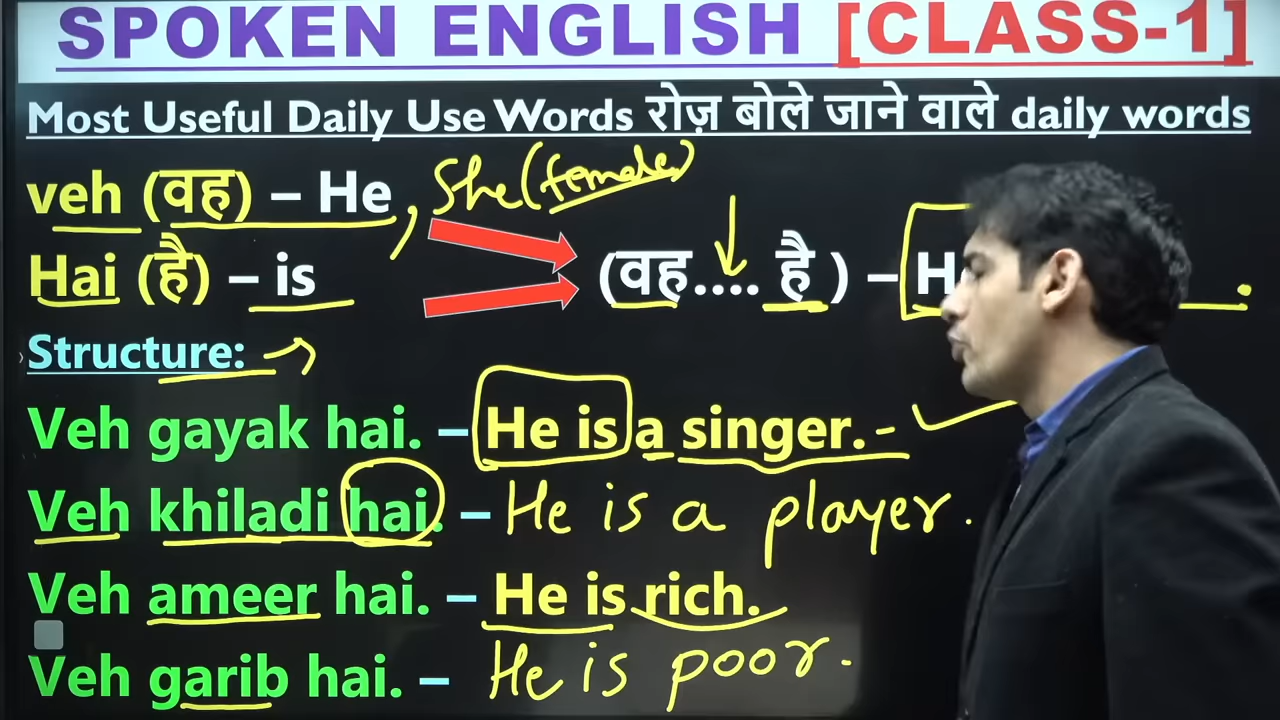 SPOKEN ENGLISH [CLASS-1]
Most Useful Daily Use Words रोज़ बोले जाने वाले daily words
veh (वह) – He, She (female)
Hai (है) – is
(वह.... है ) – H
Structure:
Veh gayak hai. – He is a singer. -
Veh khiladi hai. – He is a player.
Veh ameer hai. – He is rich.
Veh garib hai. – He is poor.